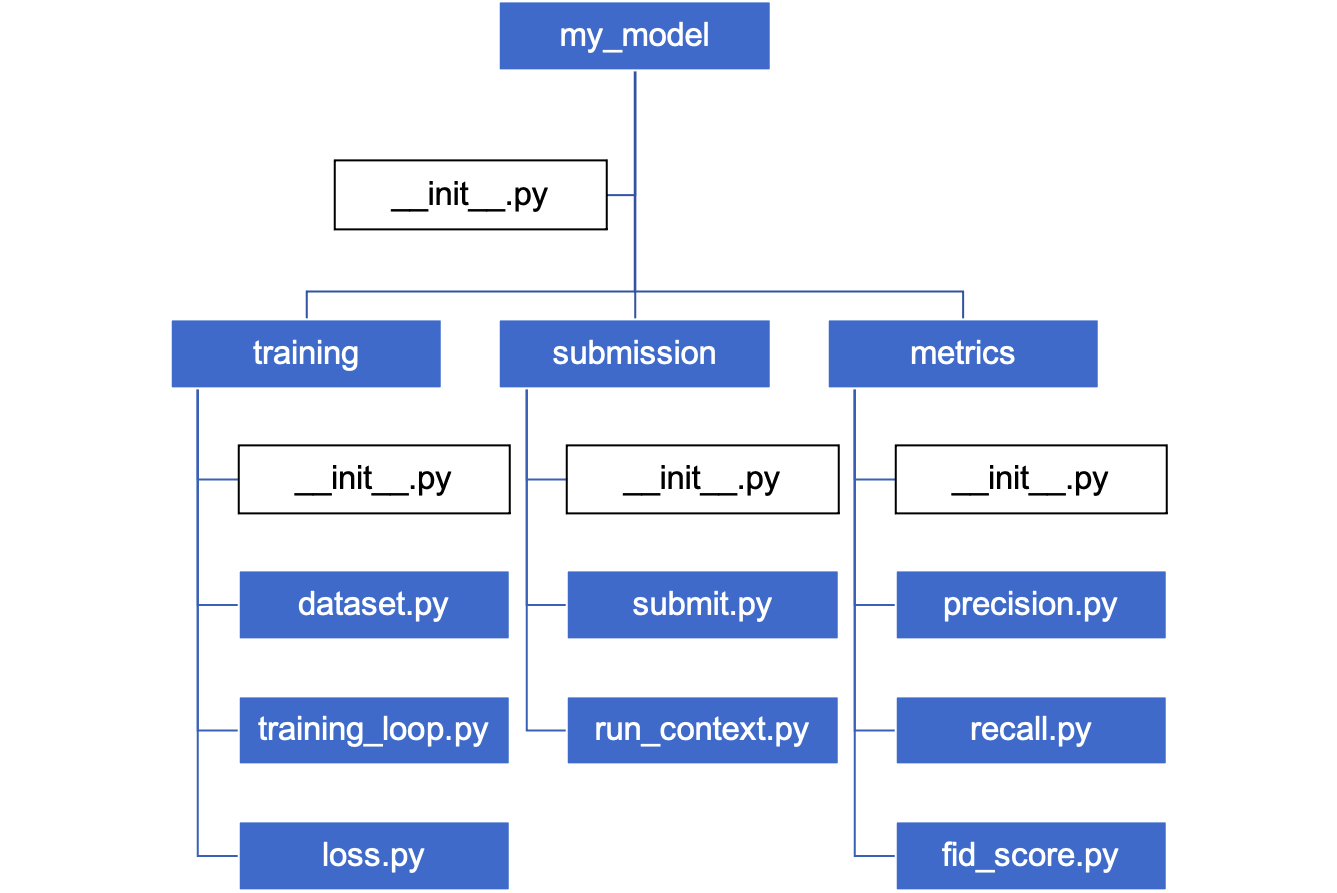 my_model
__init__.py
training
submission
metrics
__init__.py
__init__.py
__init__.py
dataset.py
submit.py
precision.py
training_loop.py
run_context.py
recall.py
loss.py
fid_score.py